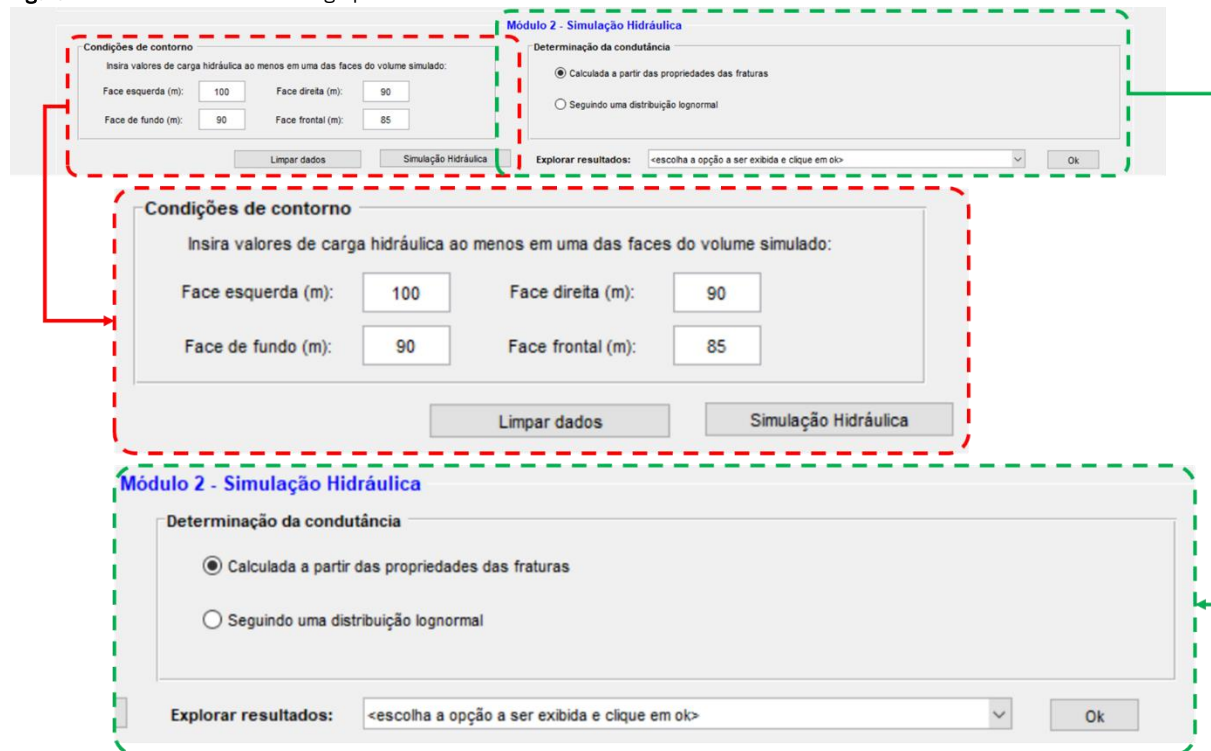 Módulo 2 - Simulação Hidráulica
Condições de contorno
Insira valores de carga hidráulica ao menos em uma das faces do volume simulado:
Face esquerda (m): 100 Face direita (m): 90
Face de fundo (m): 90 Face frontal (m): 85
Limpar dados Simulação Hidráulica
Determinação da condutância
Calculada a partir das propriedades das fraturas
Seguindo uma distribuição lognormal
Explorar resultados: <escolha a opção a ser exibida e clique em ok> Ok
Condições de contorno
Insira valores de carga hidráulica ao menos em uma das faces do volume simulado:
Face esquerda (m): 100 Face direita (m): 90
Face de fundo (m): 90 Face frontal (m): 85
Limpar dados Simulação Hidráulica
Módulo 2 - Simulação Hidráulica
Determinação da condutância
Calculada a partir das propriedades das fraturas
Seguindo uma distribuição lognormal
Explorar resultados: <escolha a opção a ser exibida e clique em ok> Ok